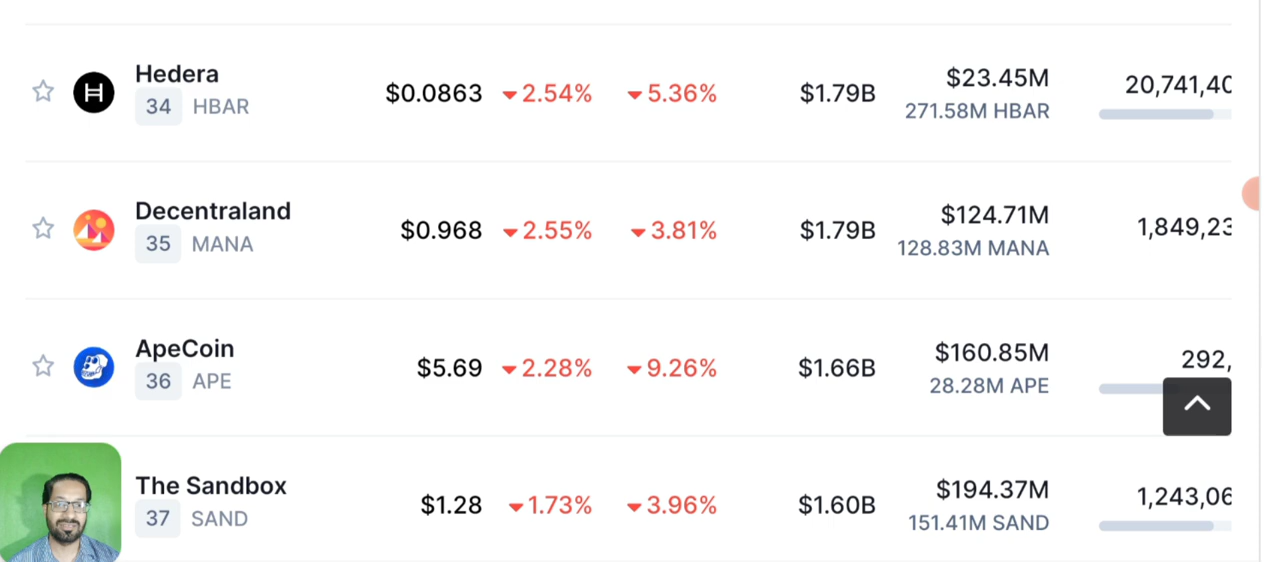 Hedera
34 HBAR
$0.0863 2.54% 5.36% $1.79B
$23.45M
271.58M HBAR
20,741,40
Decentraland
35 MANA
$0.968 2.55% 3.81% $1.79B
$124.71M
128.83M MANA
1,849,23
ApeCoin
36 APE
$5.69 2.28% 9.26% $1.66B
$160.85M
28.28M APE
292,
The Sandbox
37 SAND
$1.28 1.73% 3.96% $1.60B
$194.37M
151.41M SAND
1,243,06